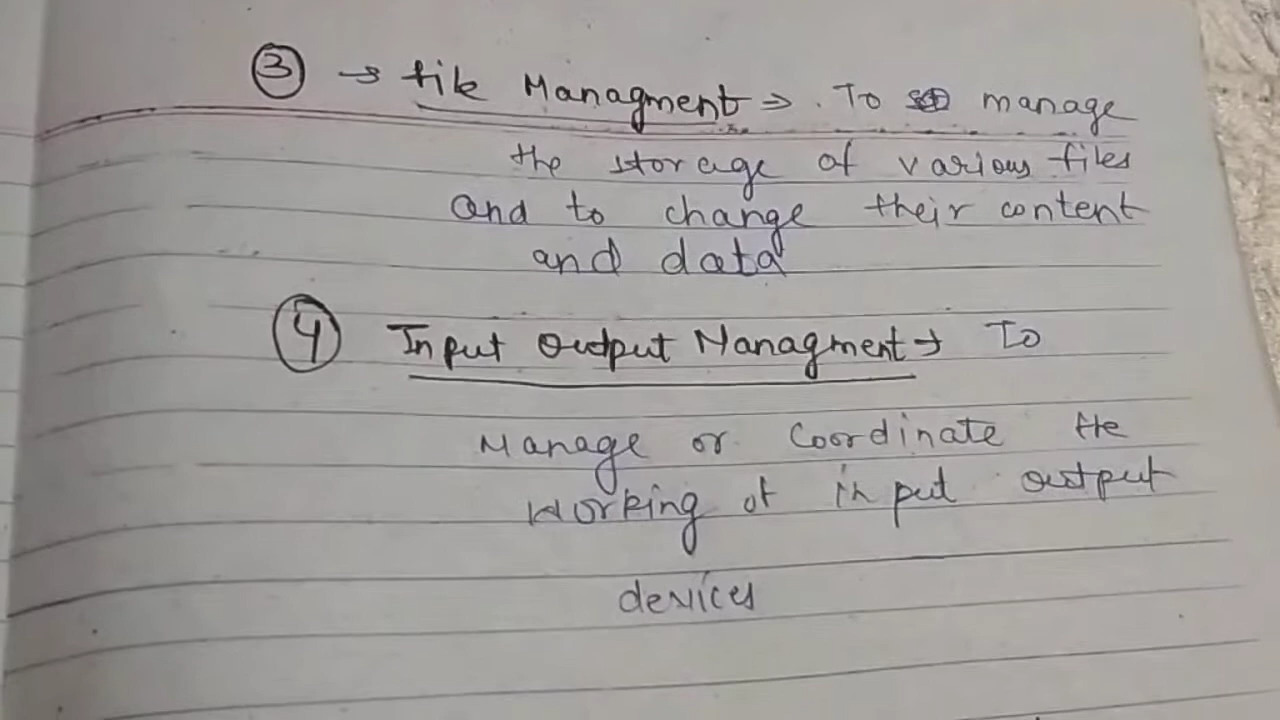 ③ → file Managment ⇒ . To manage
the storage of various files
and to change their content
and data
④ Input Output Managment → To
Manage or Coordinate the
working of input output
devices